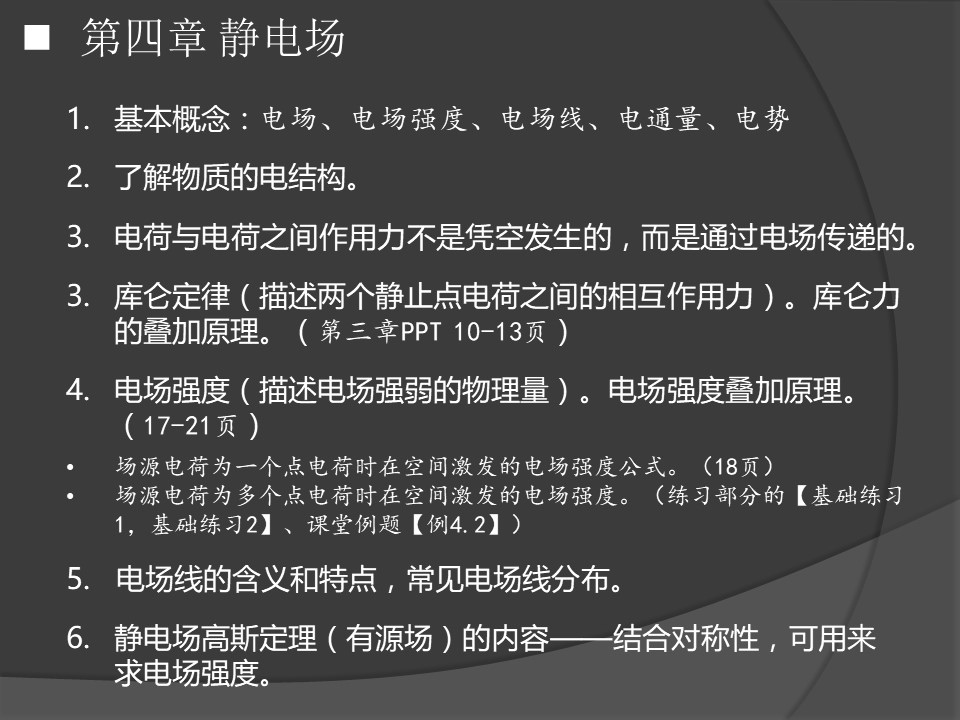 第四章 静电场
1. 基本概念：电场、电场强度、电场线、电通量、电势
2. 了解物质的电结构。
3. 电荷与电荷之间作用力不是凭空发生的，而是通过电场传递的。
3. 库仑定律（描述两个静止点电荷之间的相互作用力）。库仑力
的叠加原理。（第三章PPT 10-13页）
4. 电场强度（描述电场强弱的物理量）。电场强度叠加原理。
（17-21页）
• 场源电荷为一个点电荷时在空间激发的电场强度公式。（18页）
• 场源电荷为多个点电荷时在空间激发的电场强度。（练习部分的【基础练习
1，基础练习2】、课堂例题【例4.2】）
5. 电场线的含义和特点，常见电场线分布。
6. 静电场高斯定理（有源场）的内容——结合对称性，可用来
求电场强度。